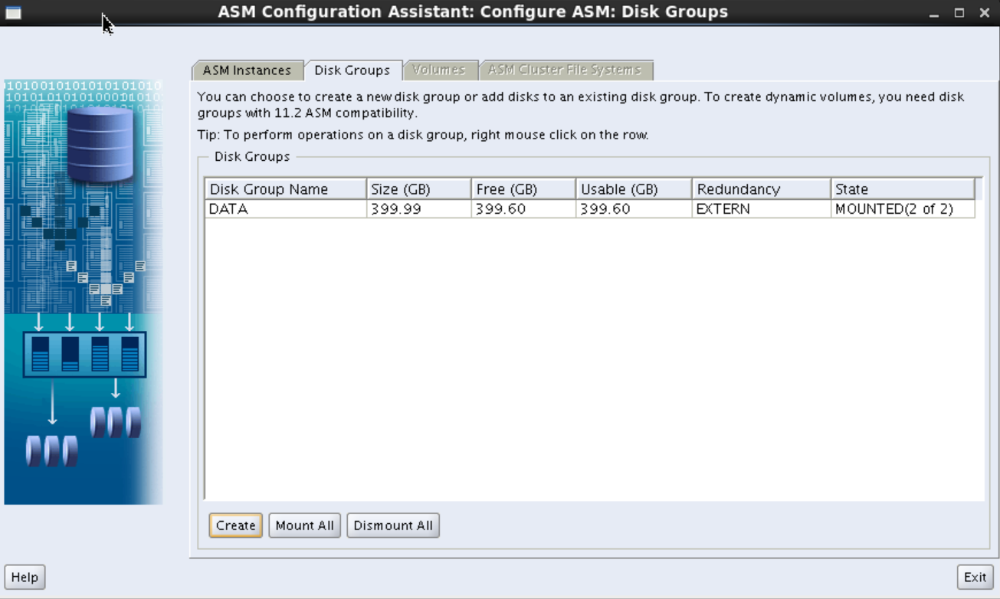 ASM Configuration Assistant: Configure ASM: Disk Groups
ASM Instances Disk Groups Volumes ASM Cluster File Systems
You can choose to create a new disk group or add disks to an existing disk group. To create dynamic volumes, you need disk
groups with 11.2 ASM compatibility.
Tip: To perform operations on a disk group, right mouse click on the row.
Disk Groups
Disk Group Name Size (GB) Free (GB) Usable (GB) Redundancy State
DATA 399.99 399.60 399.60 EXTERN MOUNTED(2 of 2)
Create Mount All Dismount All
Help Exit